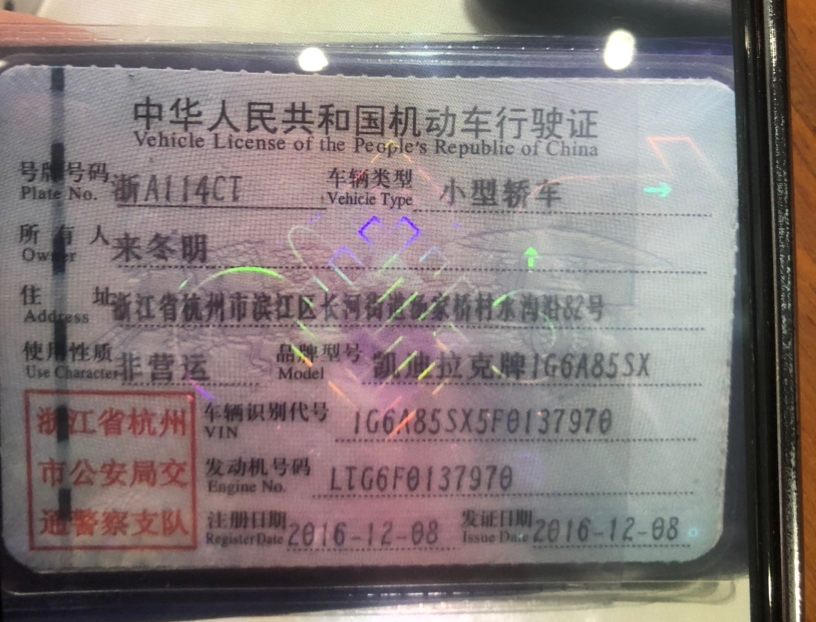 中华人民共和国机动车行驶证
Vehicle License of the People's Republic of China
号牌号码 浙A114CT 车辆类型 小型轿车
Plate No. Vehicle Type
所有人 来冬明
Owner
住址 浙江省杭州市滨江区长河街道杨家桥村东沟沿82号
Address
使用性质 非营运 品牌型号 凯迪拉克牌1G6A85SX
Use Character Model
浙江省杭州 车辆识别代号 1G6A85SX5F0137970
VIN
市公安局交 发动机号码 LTG6F0137970
Engine No.
通警察支队 注册日期 2016-12-08 发证日期 2016-12-08
Register Date Issue Date